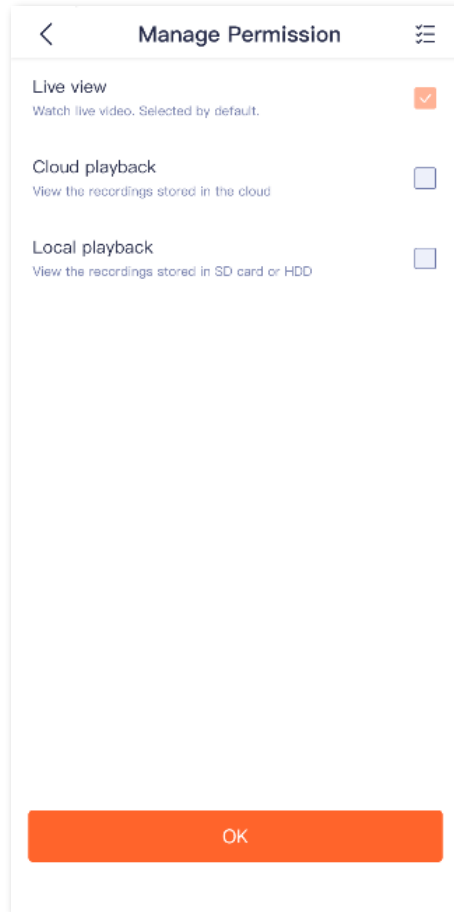 Manage Permission
Live view
Watch live video. Selected by default.
Cloud playback
View the recordings stored in the cloud
Local playback
View the recordings stored in SD card or HDD
OK